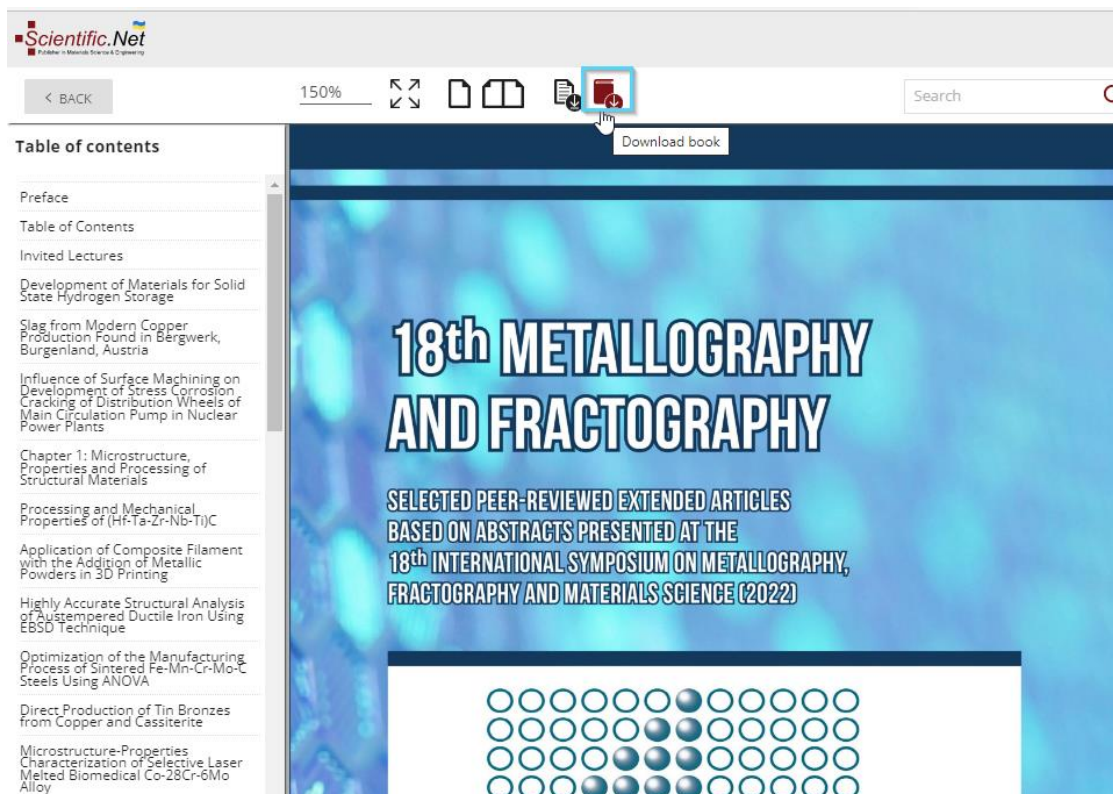 Scientific.Net
Publisher in Materials Science & Engineering
< BACK
150%
Search
Download book
Table of contents
Preface
Table of Contents
Invited Lectures
Development of Materials for Solid
State Hydrogen Storage
Slag from Modern Copper
Production Found in Bergwerk,
Burgenland, Austria
Influence of Surface Machining on
Development of Stress Corrosion
Cracking of Distribution Wheels of
Main Circulation Pump in Nuclear
Power Plants
Chapter 1: Microstructure,
Properties and Processing of
Structural Materials
Processing and Mechanical
Properties of (Hf-Ta-Zr-Nb-Ti)C
Application of Composite Filament
with the Addition of Metallic
Powders in 3D Printing
Highly Accurate Structural Analysis
of Austempered Ductile Iron Using
EBSD Technique
Optimization of the Manufacturing
Process of Sintered Fe-Mn-Cr-Mo-C
Steels Using ANOVA
Direct Production of Tin Bronzes
from Copper and Cassiterite
Microstructure-Properties
Characterization of Selective Laser
Melted Biomedical Co-28Cr-6Mo
Alloy
18th METALLOGRAPHY
AND FRACTOGRAPHY
SELECTED PEER-REVIEWED EXTENDED ARTICLES
BASED ON ABSTRACTS PRESENTED AT THE
18th INTERNATIONAL SYMPOSIUM ON METALLOGRAPHY,
FRACTOGRAPHY AND MATERIALS SCIENCE (2022)